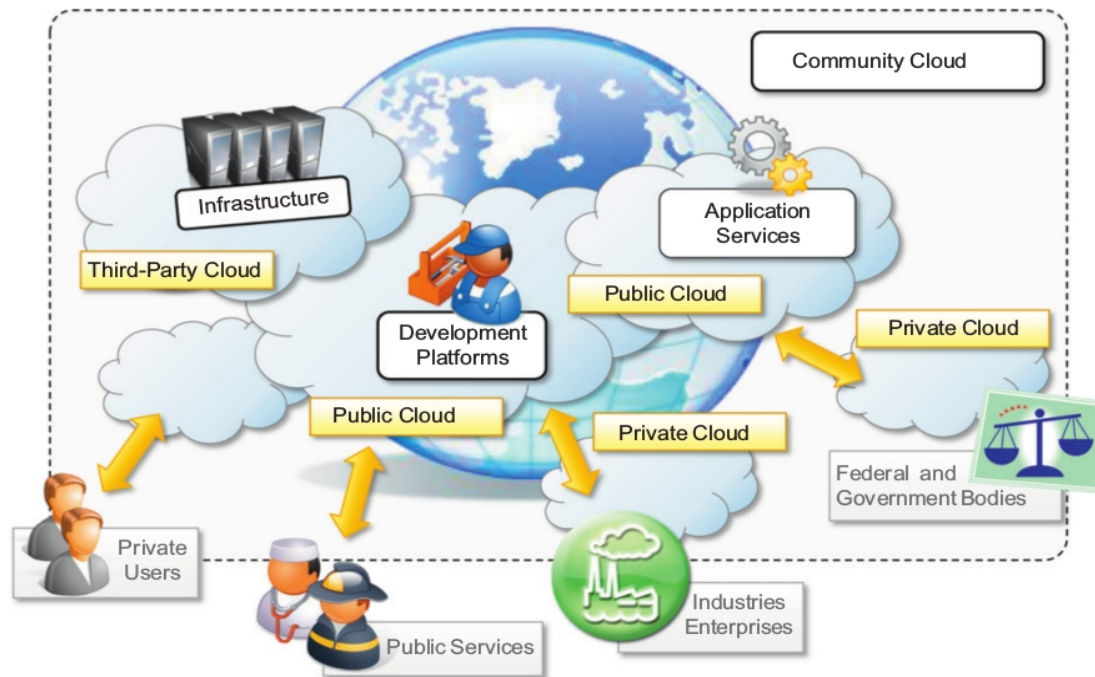 Community Cloud
Infrastructure
Application
Services
Third-Party Cloud
Public Cloud
Development
Platforms
Private Cloud
Public Cloud
Private Cloud
Federal and
Government Bodies
Private
Users
Public Services
Industries
Enterprises